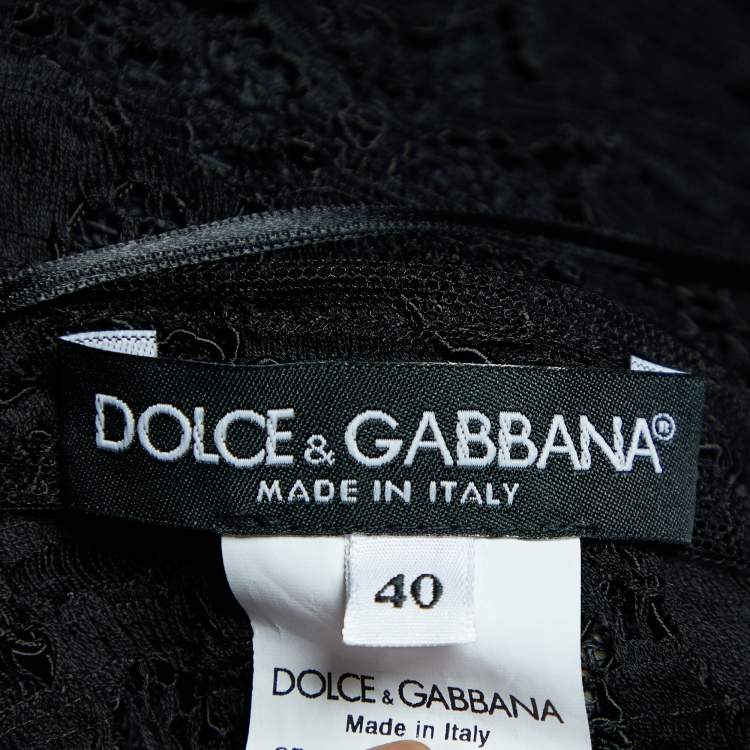 DOLCE & GABBANA®
MADE IN ITALY
40
DOLCE & GABBANA
Made in Italy